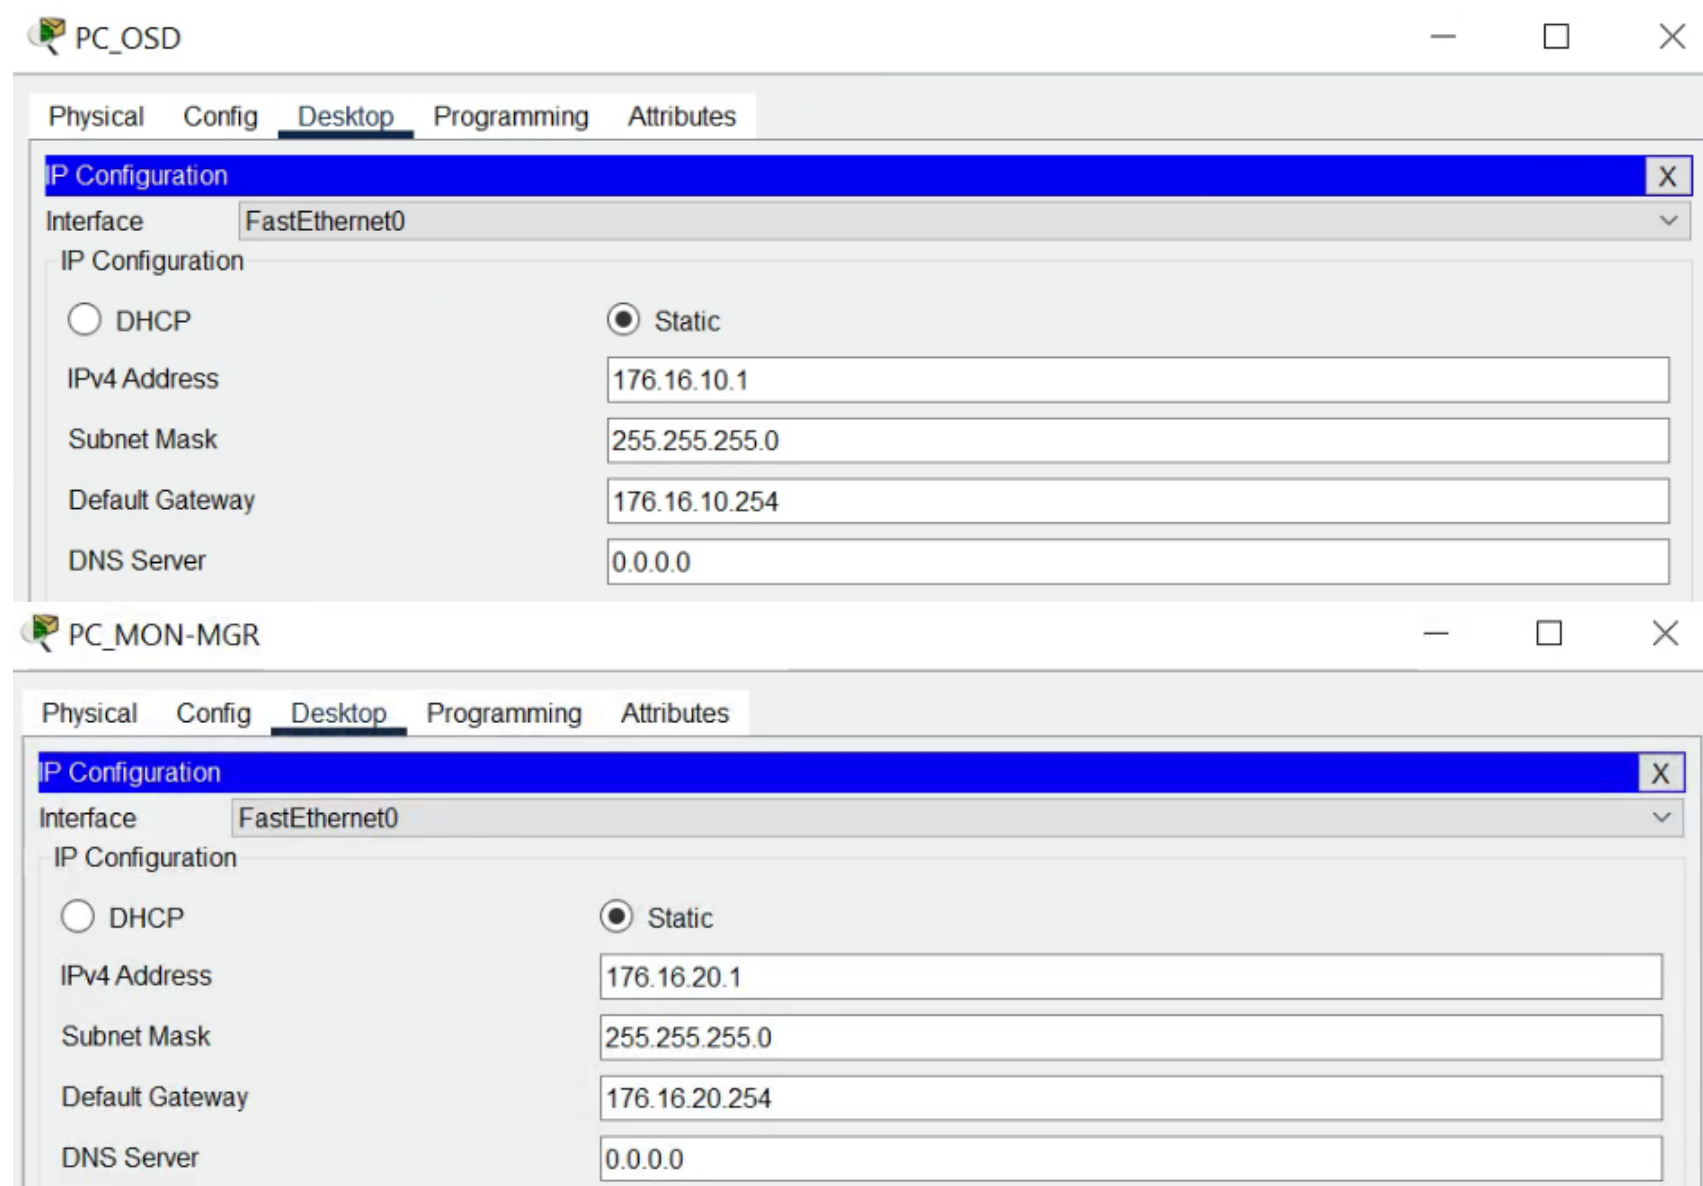 PC_OSD
Physical Config Desktop Programming Attributes
IP Configuration X
Interface FastEthernet0
IP Configuration
DHCP Static
IPv4 Address 176.16.10.1
Subnet Mask 255.255.255.0
Default Gateway 176.16.10.254
DNS Server 0.0.0.0
PC_MON-MGR
Physical Config Desktop Programming Attributes
IP Configuration X
Interface FastEthernet0
IP Configuration
DHCP Static
IPv4 Address 176.16.20.1
Subnet Mask 255.255.255.0
Default Gateway 176.16.20.254
DNS Server 0.0.0.0